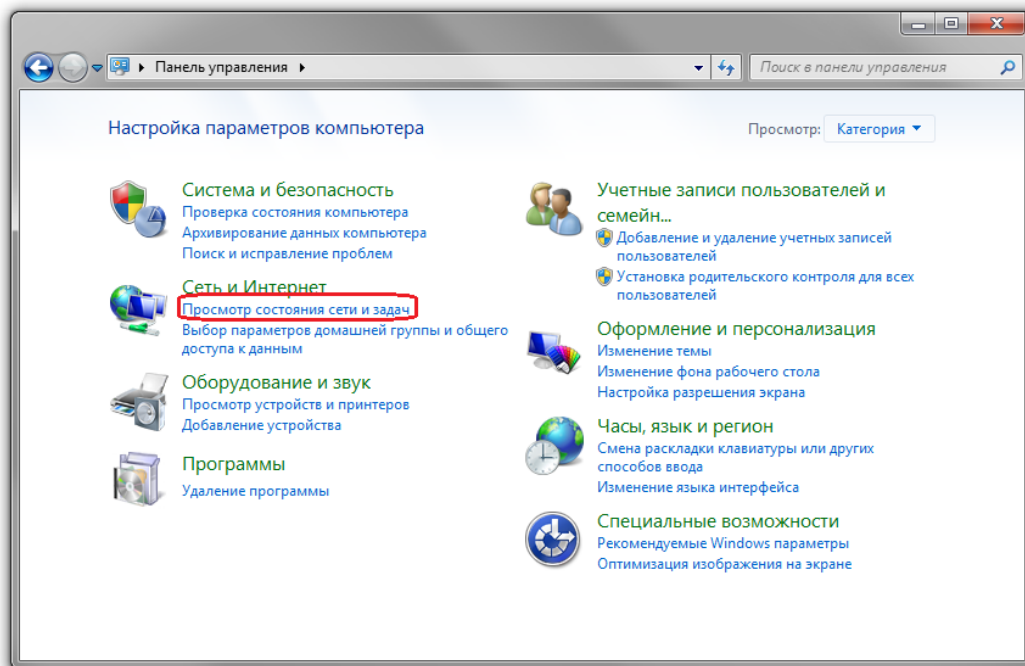 Панель управления
Поиск в панели управления
Настройка параметров компьютера
Просмотр:
Категория
Система и безопасность
Проверка состояния компьютера
Архивирование данных компьютера
Поиск и исправление проблем
Сеть и Интернет
Просмотр состояния сети и задач
Выбор параметров домашней группы и общего
доступа к данным
Оборудование и звук
Просмотр устройств и принтеров
Добавление устройства
Программы
Удаление программы
Учетные записи пользователей и
семейн...
Добавление и удаление учетных записей
пользователей
Установка родительского контроля для всех
пользователей
Оформление и персонализация
Изменение темы
Изменение фона рабочего стола
Настройка разрешения экрана
Часы, язык и регион
Смена раскладки клавиатуры или других
способов ввода
Изменение языка интерфейса
Специальные возможности
Рекомендуемые Windows параметры
Оптимизация изображения на экране